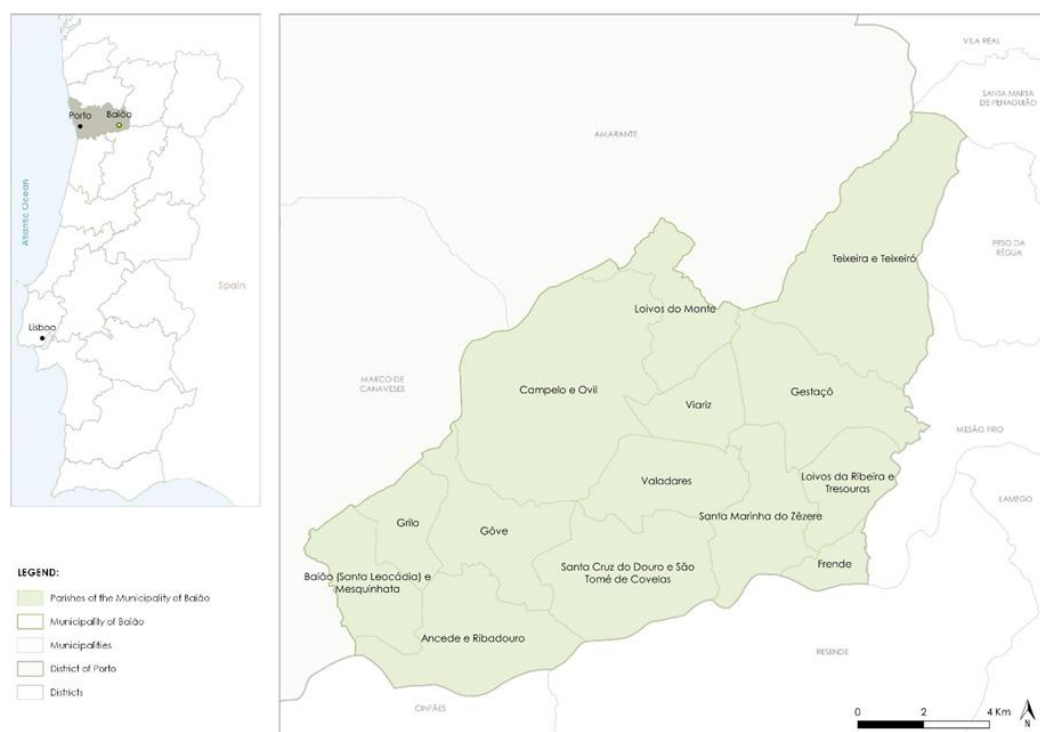 Porto
Baião
Atlantic Ocean
Spain
Lisboa
LEGEND:
Parishes of the Municipality of Baião
Municipality of Baião
Municipalities
District of Porto
Districts
VILA REAL
SANTA MARTA
DE PENAGUIÃO
AMARANTE
PESO DA
RÉGUA
Teixeira e Teixeiró
Loivos do Monte
MARCO DE
CANAVESES
Campelo e Ovil
Viariz
Gestaçô
MESÃO FRIO
Valadares
Loivos da Ribeira e
Tresouras
LAMEGO
Grilo
Gôve
Santa Marinha do Zêzere
Frende
Baião (Santa Leocádia) e
Mesquinhata
Santa Cruz do Douro e São
Tomé de Covelas
Ancede e Ribadouro
RESENDE
CINFÃES
0 2 4 Km
N